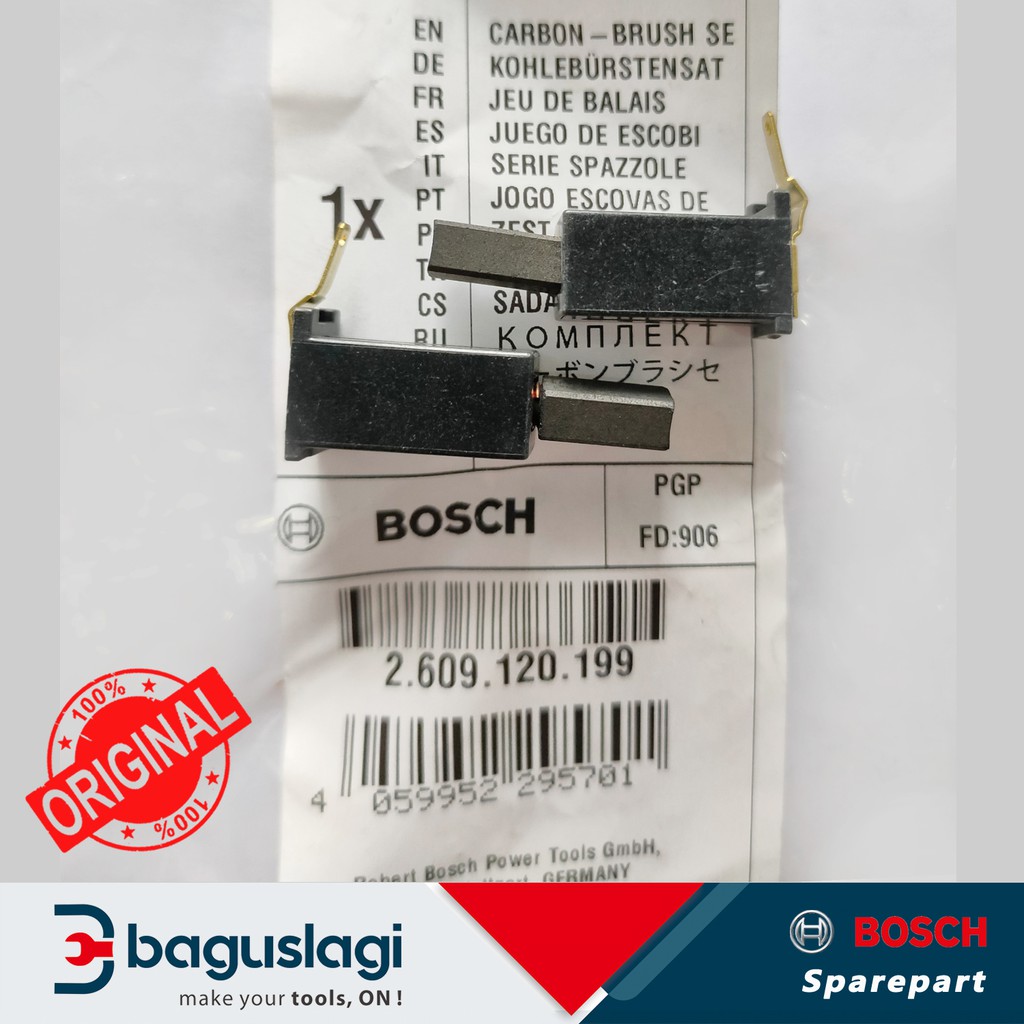 EN CARBON – BRUSH SE
DE KOHLEBÜRSTENSAT
FR JEU DE BALAIS
ES JUEGO DE ESCOBI
IT SERIE SPAZZOLE
1x
PT JOGO ESCOVAS DE
CS SADA
RU КОМПЛЕКТ
ボンブラシセ
BOSCH
PGP
FD:906
2.609.120.199
4 059952 295701
Robert Bosch Power Tools GmbH,
GERMANY
100%
ORIGINAL
100%
baguslagi
make your tools, ON !
BOSCH
Sparepart